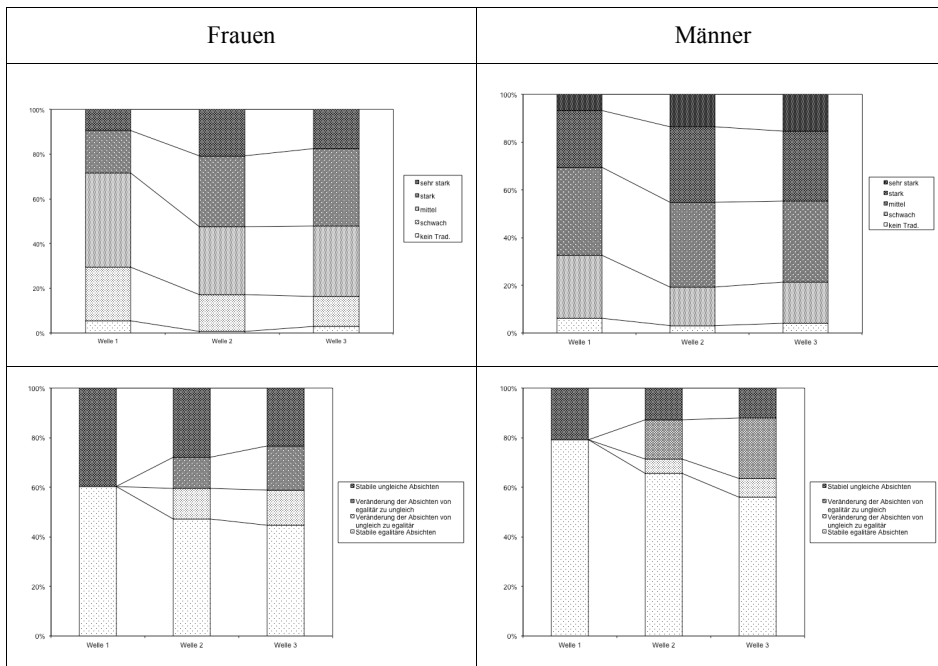 Frauen
Männer
100%
80%
60%
40%
20%
0%
Welle 1
Welle 2
Welle 3
sehr stark
stark
mittel
schwach
kein Trad.
100%
80%
60%
40%
20%
0%
Welle 1
Welle 2
Welle 3
sehr stark
stark
mittel
schwach
kein Trad.
100%
80%
60%
40%
20%
0%
Welle 1
Welle 2
Welle 3
Stabile ungleiche Absichten
Veränderung der Absichten von
egalitär zu ungleich
Veränderung der Absichten von
ungleich zu egalitär
Stabile egalitäre Absichten
100%
80%
60%
40%
20%
0%
Welle 1
Welle 2
Welle 3
Stabiel ungleiche Absichten
Veränderung der Absichten von
egalitär zu ungleich
Veränderung der Absichten von
ungleich zu egalitär
Stabile egalitäre Absichten